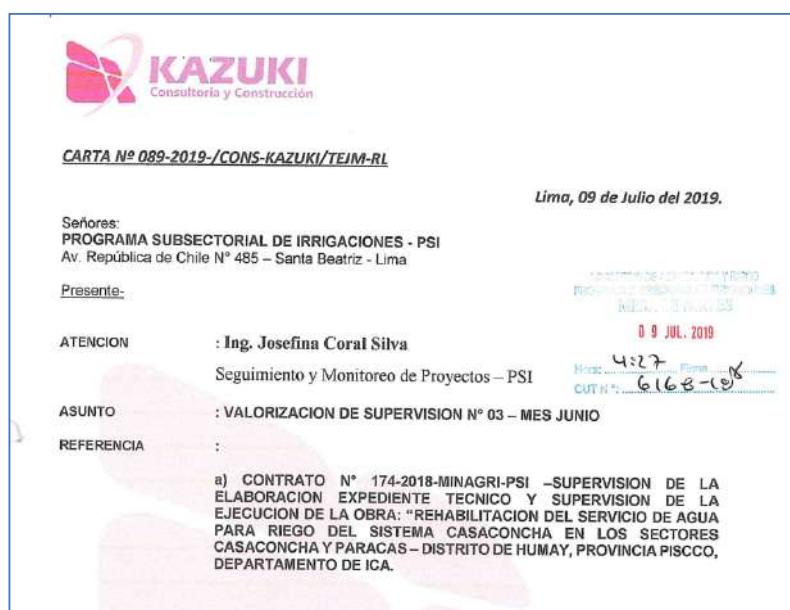 KAZUKI
Consultoría y Construcción
CARTA Nº 089-2019-/CONS-KAZUKI/TEJM-RL
Lima, 09 de Julio del 2019.
Señores:
PROGRAMA SUBSECTORIAL DE IRRIGACIONES - PSI
Av. República de Chile N° 485 – Santa Beatriz - Lima
Presente-
MESA DE PARTES
0 9 JUL. 2019
Hora: 4:27 Firma
CUT N°:
ATENCION : Ing. Josefina Coral Silva
Seguimiento y Monitoreo de Proyectos – PSI
ASUNTO : VALORIZACION DE SUPERVISION N° 03 – MES JUNIO
REFERENCIA :
a) CONTRATO N° 174-2018-MINAGRI-PSI –SUPERVISION DE LA
ELABORACION EXPEDIENTE TECNICO Y SUPERVISION DE LA
EJECUCION DE LA OBRA: “REHABILITACION DEL SERVICIO DE AGUA
PARA RIEGO DEL SISTEMA CASACONCHA EN LOS SECTORES
CASACONCHA Y PARACAS – DISTRITO DE HUMAY, PROVINCIA PISCCO,
DEPARTAMENTO DE ICA.